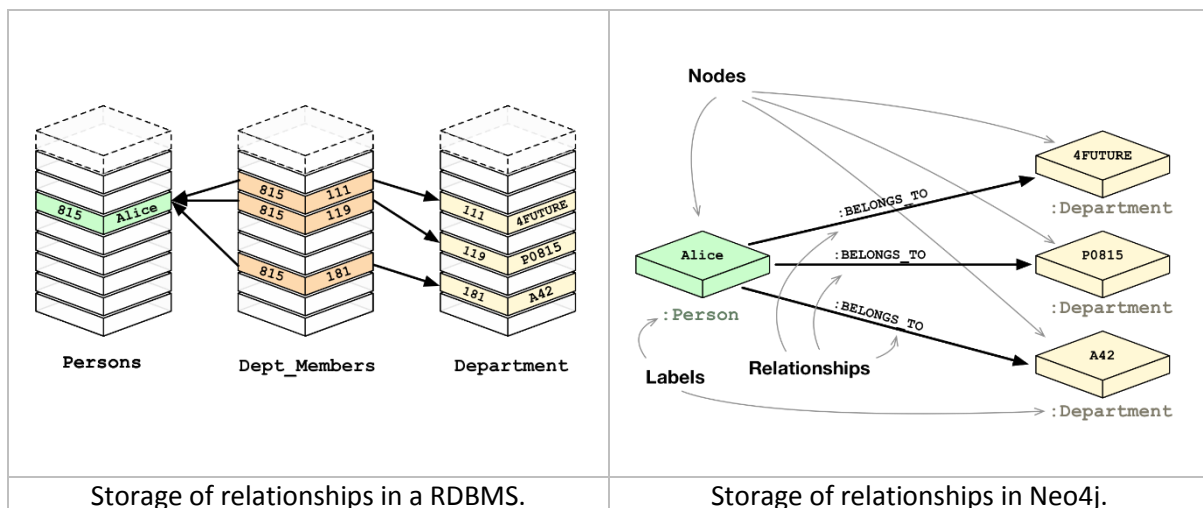 815 Alice
815 111
815 119
815 181
111 4FUTURE
119 P0815
181 A42
Persons
Dept_Members
Department
Storage of relationships in a RDBMS.
Nodes
4FUTURE
:BELONGS_TO
:Department
Alice
:BELONGS_TO
P0815
:Person
:BELONGS_TO
:Department
A42
Relationships
Labels
:Department
Storage of relationships in Neo4j.